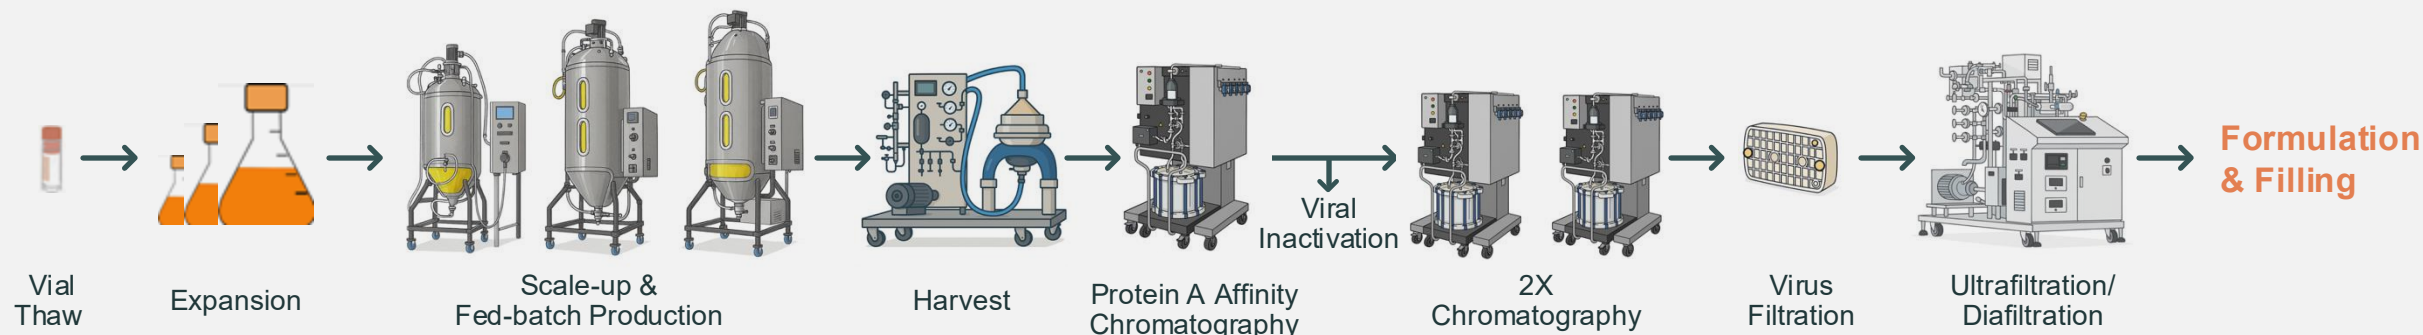 Vial
Thaw
Expansion
Scale-up &
Fed-batch Production
Harvest
Protein A Affinity
Chromatography
Viral
Inactivation
2X
Chromatography
Virus
Filtration
Ultrafiltration/
Diafiltration
Formulation
& Filling